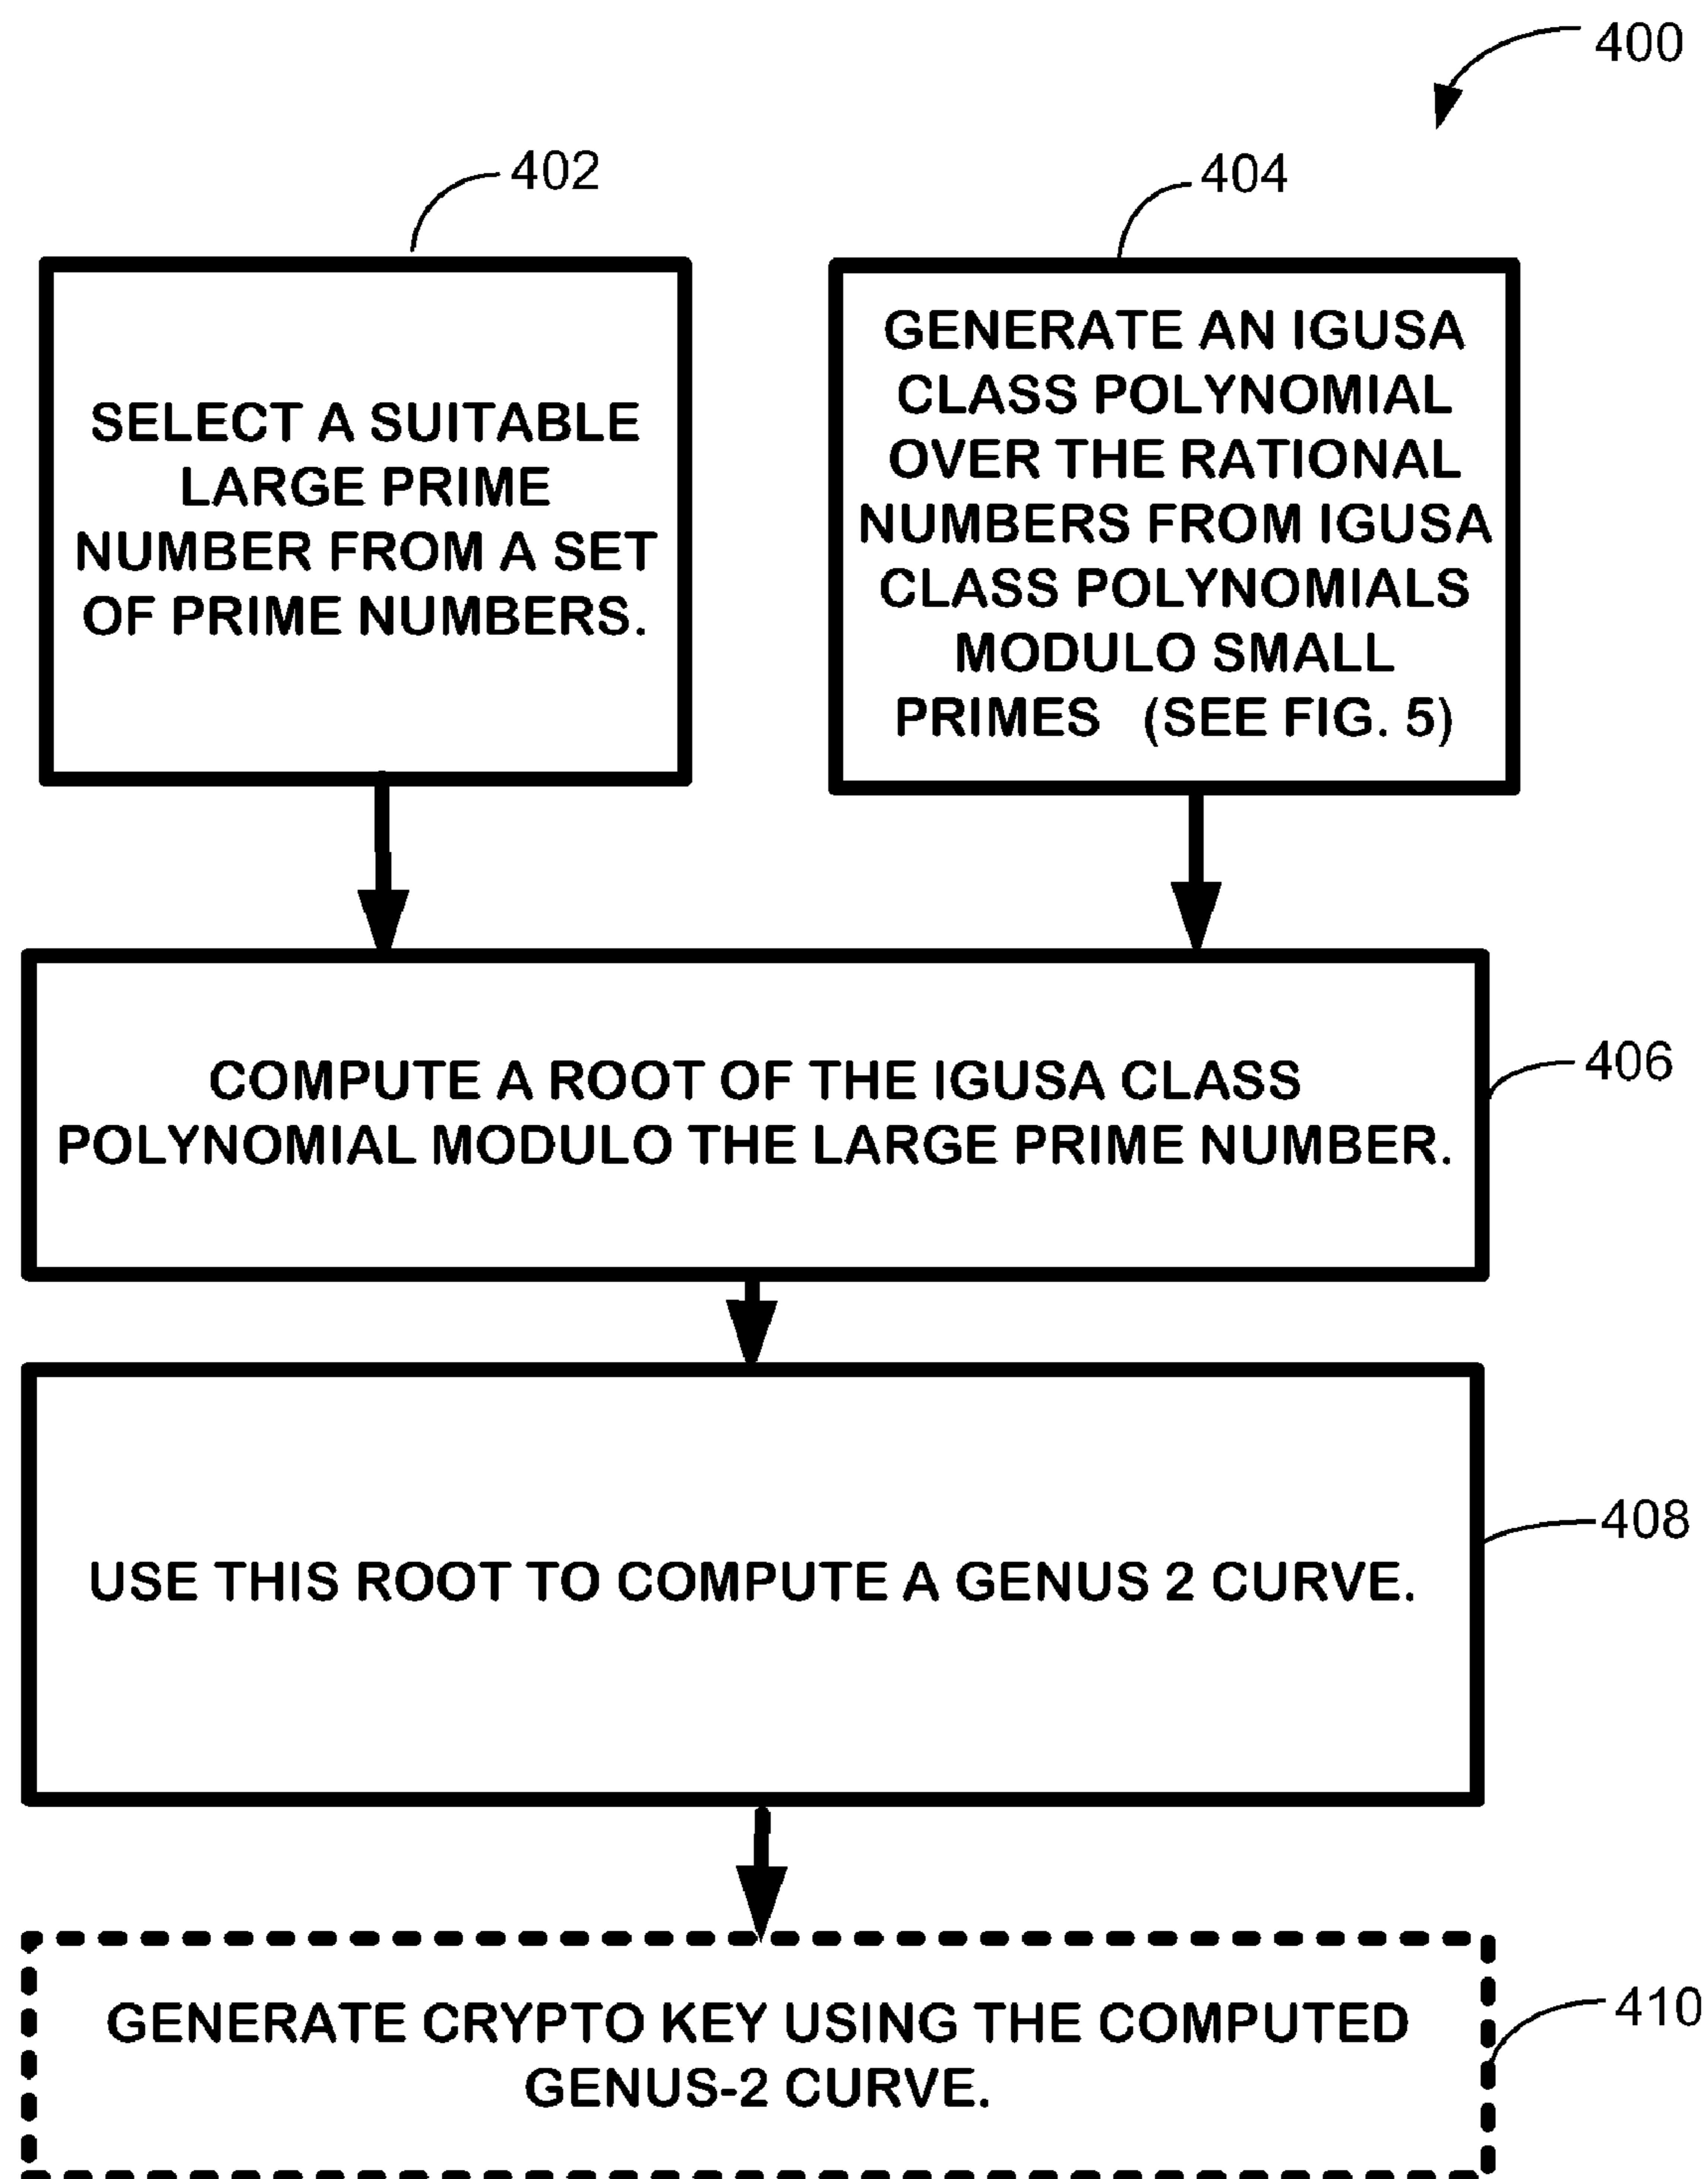 400
402
404
SELECT A SUITABLE
LARGE PRIME
NUMBER FROM A SET
OF PRIME NUMBERS.
GENERATE AN IGUSA
CLASS POLYNOMIAL
OVER THE RATIONAL
NUMBERS FROM IGUSA
CLASS POLYNOMIALS
MODULO SMALL
PRIMES (SEE FIG. 5)
COMPUTE A ROOT OF THE IGUSA CLASS
POLYNOMIAL MODULO THE LARGE PRIME NUMBER.
406
USE THIS ROOT TO COMPUTE A GENUS 2 CURVE.
408
GENERATE CRYPTO KEY USING THE COMPUTED
GENUS-2 CURVE.
410